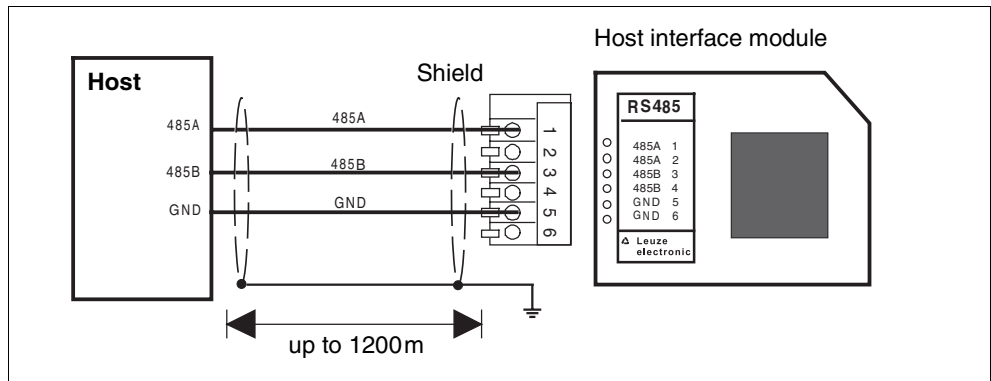 Host interface module
Host
Shield
RS485
485A
485A
485B
485B
GND
GND
1
2
3
4
5
6
485A 1
485A 2
485B 3
485B 4
GND 5
GND 6
Leuze
electronic
up to 1200m